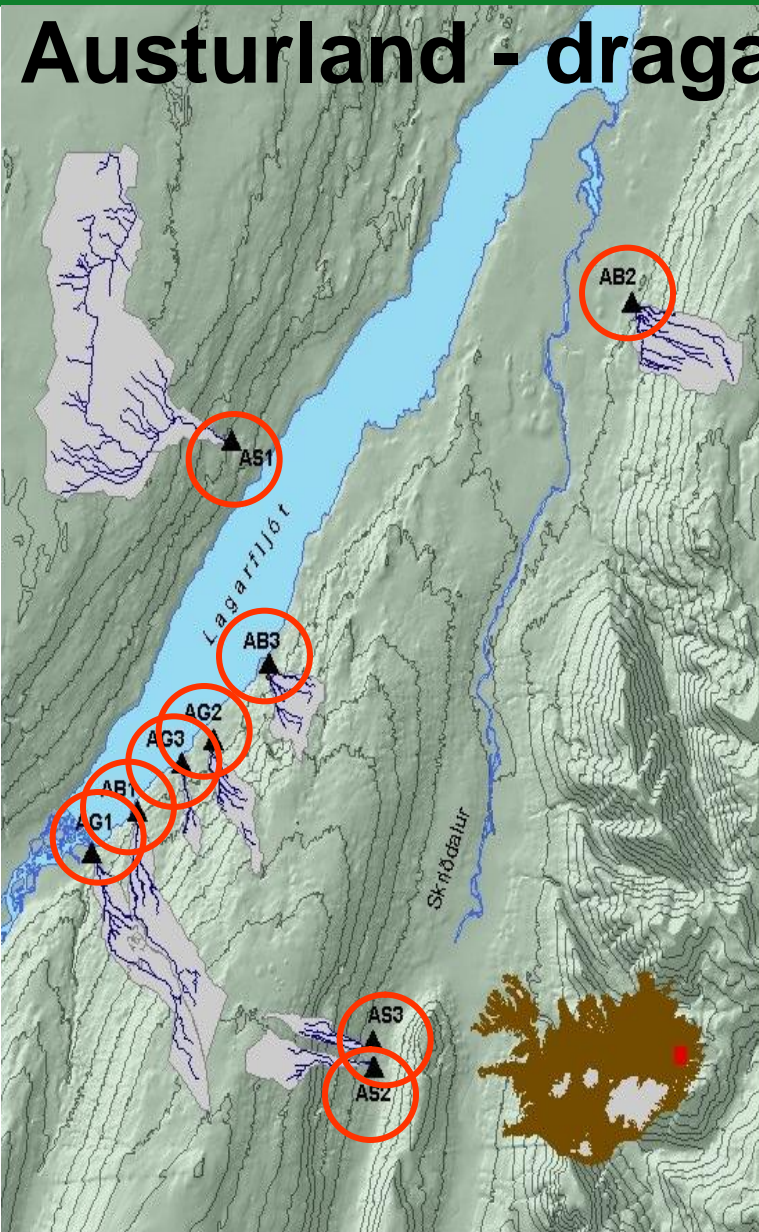 Austurland - draga
AB2
AS1
Lagarfljót
AB3
AG2
AG3
AB1
AG1
Skriðdalur
AS3
AS2